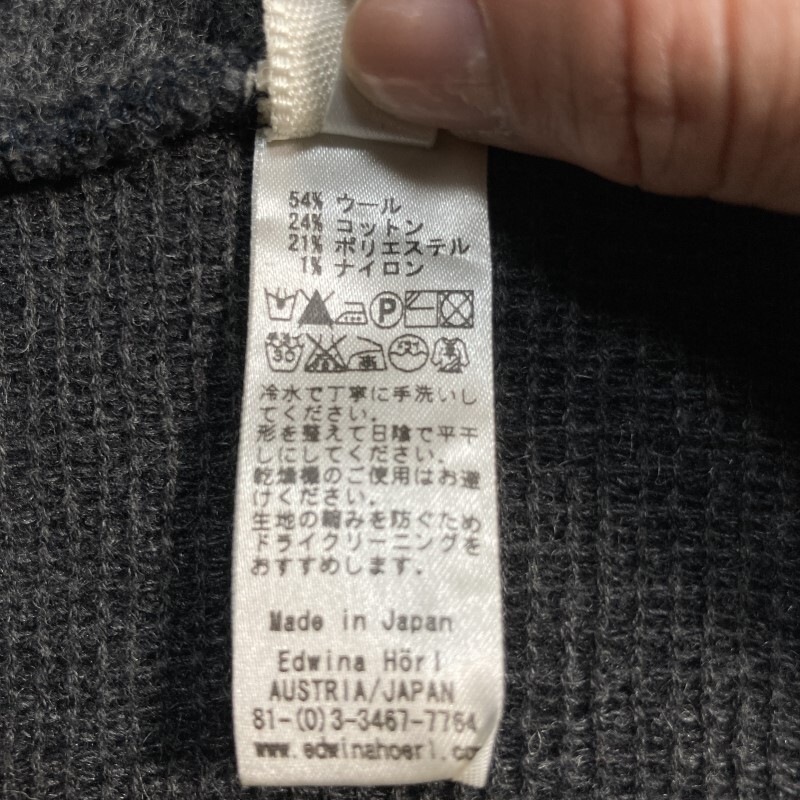 54% ウール
24% コットン
21% ポリエステル
1% ナイロン
P
30
冷水で丁寧に手洗いし
てください。
形を整えて日陰で平干
しにしてください。
乾燥機のご使用はお避
けください。
生地の縮みを防ぐため
ドライクリーニングを
おすすめします。
Made in Japan
Edwina Hörl
AUSTRIA/JAPAN
81-(0)3-3467-7764
www.edwinahoerl.co